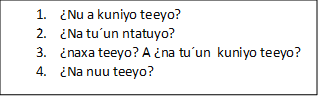 1. ¿Nu a kuniyo teeyo?
2. ¿Na tu´un ntatuyo?
3. ¿naxa teeyo? A ¿na tu´un  kuniyo teeyo?
4. ¿Na nuu teeyo?